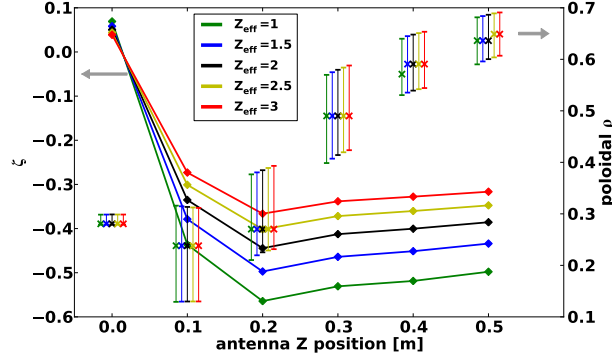 0.1
0.0
−0.1
−0.2
−0.3
−0.4
−0.5
−0.6
ζ
Z_eff=1
Z_eff=1.5
Z_eff=2
Z_eff=2.5
Z_eff=3
0.7
0.6
0.5
0.4
0.3
0.2
0.1
poloidal ρ
0.0 0.1 0.2 0.3 0.4 0.5
antenna Z position [m]